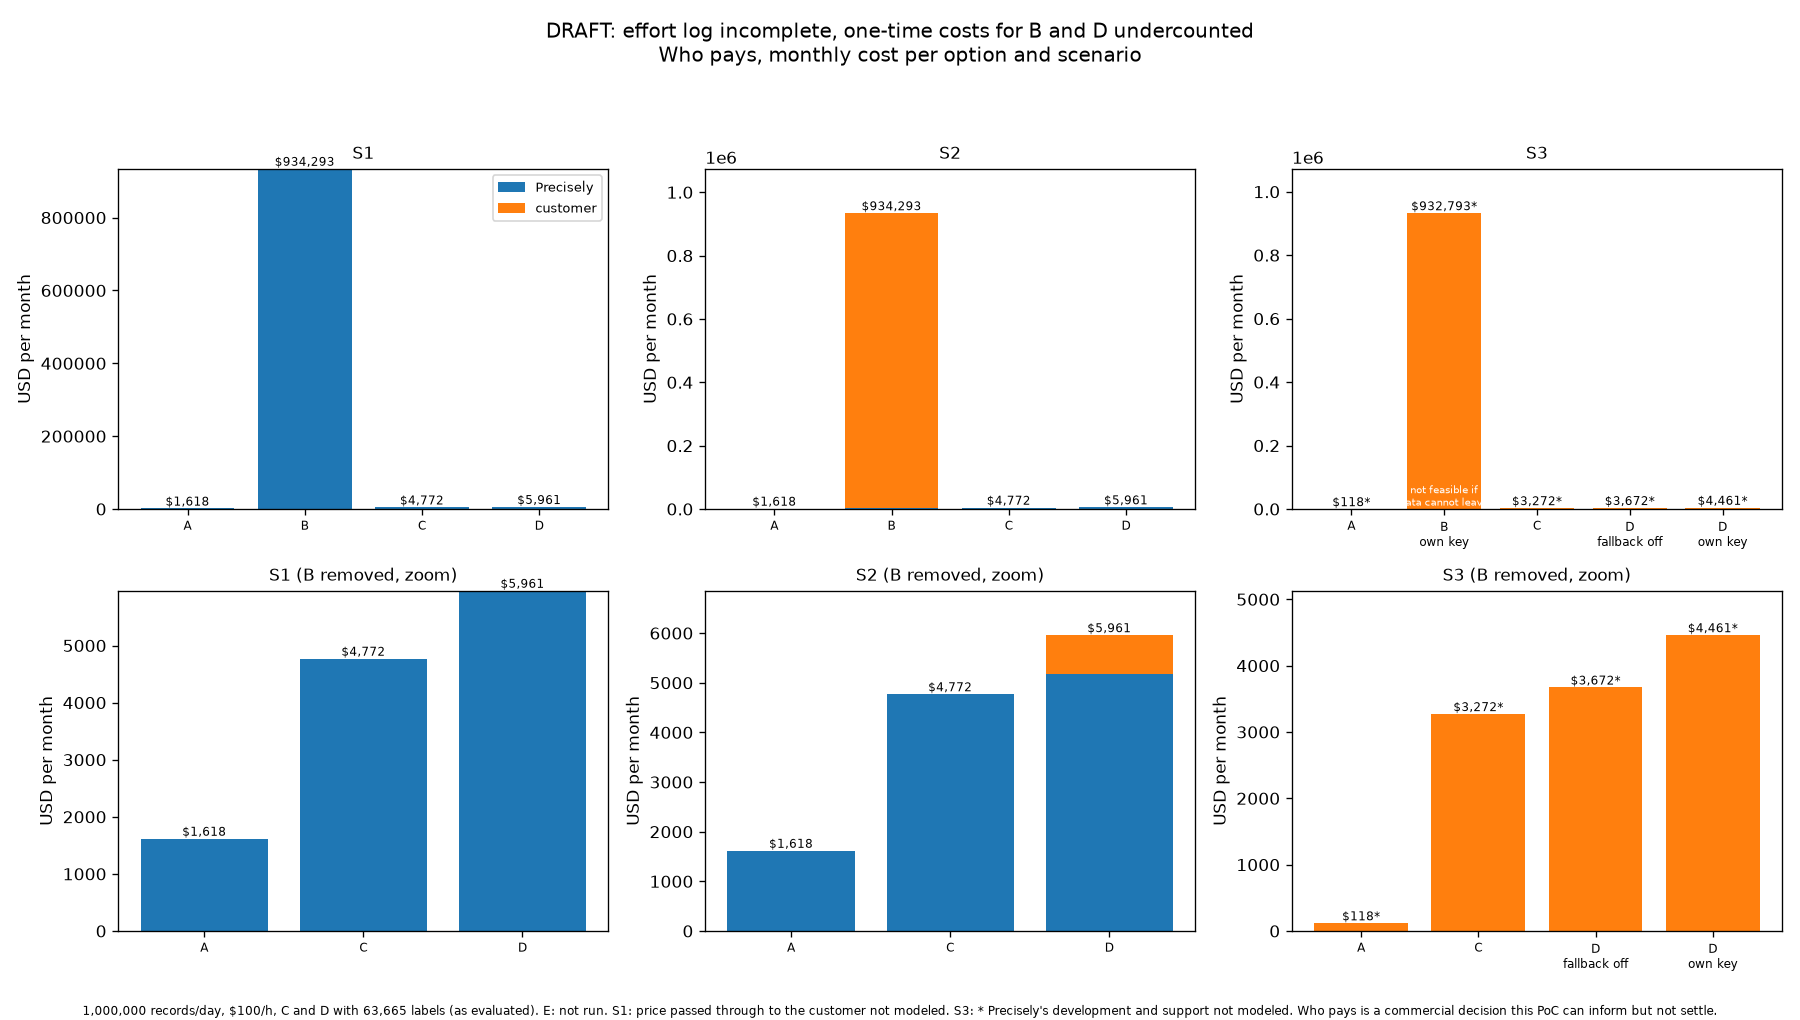 DRAFT: effort log incomplete, one-time costs for B and D undercounted
Who pays, monthly cost per option and scenario
S1
$934,293
800000
600000
400000
200000
0
USD per month
Precisely
customer
$1,618
$4,772
$5,961
A
B
C
D
1e6
S2
1.0
0.8
0.6
0.4
0.2
0.0
USD per month
$934,293
$1,618
$4,772
$5,961
A
B
C
D
1e6
S3
1.0
0.8
0.6
0.4
0.2
0.0
USD per month
$932,793*
not feasible if
cannot
$118*
$3,272*
$3,672*
$4,461*
A
B
own key
C
D
fallback off
D
own key
S1 (B removed, zoom)
$5,961
5000
4000
3000
2000
1000
0
USD per month
$1,618
$4,772
A
C
D
S2 (B removed, zoom)
6000
5000
4000
3000
2000
1000
0
USD per month
$1,618
$4,772
$5,961
A
C
D
S3 (B removed, zoom)
5000
4000
3000
2000
1000
0
USD per month
$118*
$3,272*
$3,672*
$4,461*
A
C
D
fallback off
D
own key
1,000,000 records/day, $100/h, C and D with 63,665 labels (as evaluated). E: not run. S1: price passed through to the customer not modeled. S3: * Precisely's development and support not modeled. Who pays is a commercial decision this PoC can inform but not settle.